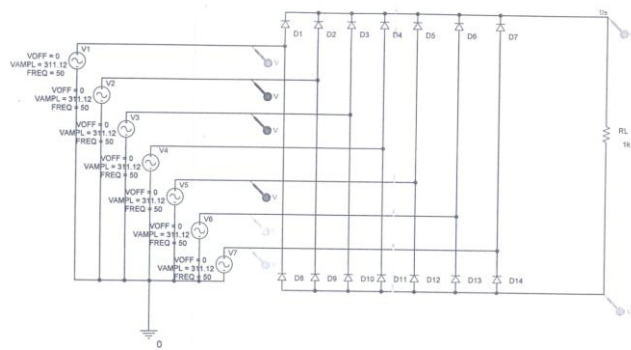 Us
D1 D2 D3 D4 D5 D6 D7
V1
VOFF = 0
VAMPL = 311.12
FREQ = 50
V2
VOFF = 0
VAMPL = 311.12
FREQ = 50
V3
VOFF = 0
VAMPL = 311.12
FREQ = 50
RL
1k
V4
VOFF = 0
VAMPL = 311.12
FREQ = 50
V5
VOFF = 0
VAMPL = 311.12
FREQ = 50
V6
VOFF = 0
VAMPL = 311.12
FREQ = 50
V7
VOFF = 0
VAMPL = 311.12
FREQ = 50
D8 D9 D10 D11 D12 D13 D14
0